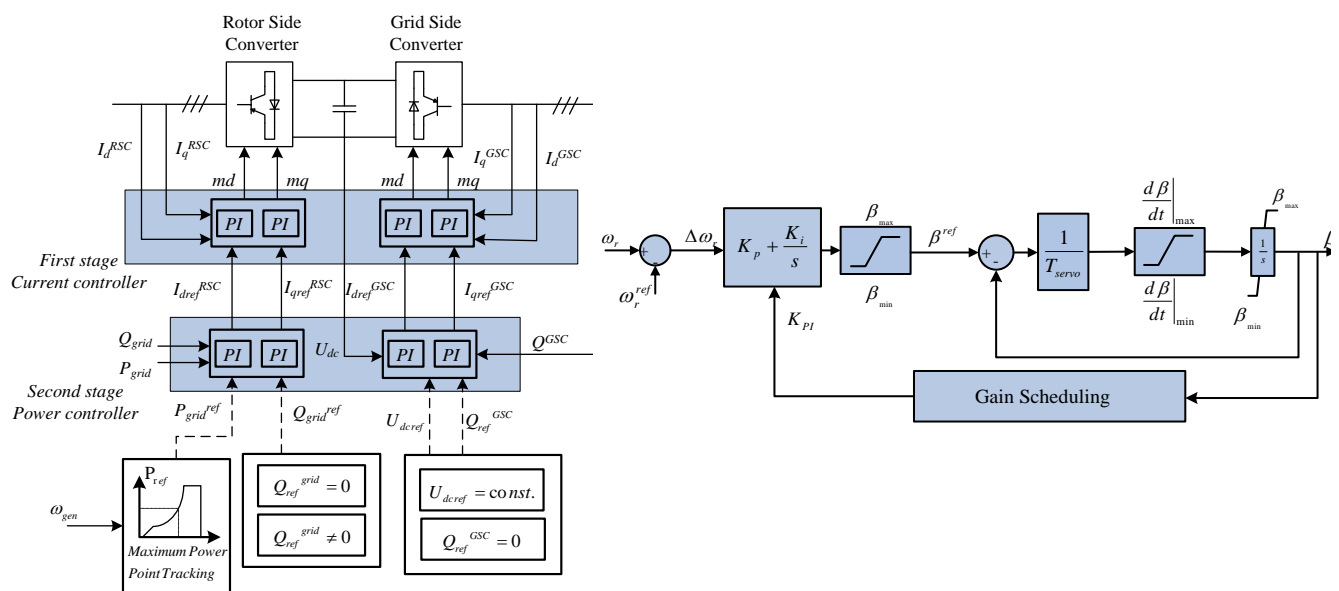 Rotor Side
Converter
Grid Side
Converter
I_d^RSC
I_q^RSC
I_q^GSC
I_d^GSC
md
mq
md
mq
PI
PI
PI
PI
First stage
Current controller
I_dref^RSC
I_qref^RSC
I_dref^GSC
I_qref^GSC
Q_grid
P_grid
PI
PI
U_dc
PI
PI
Q^GSC
Second stage
Power controller
P_grid^ref
Q_grid^ref
U_dcref
Q_ref^GSC
P_ref
ω_gen
Maximum Power
Point Tracking
Q_ref^grid = 0
Q_ref^grid ≠ 0
U_dcref = const.
Q_ref^GSC = 0
ω_r
+
-
ω_r^ref
Δω_r
K_p + K_i/s
β_max
β_min
β^ref
+
-
1/T_servo
dβ/dt|_max
dβ/dt|_min
β_max
1/s
β_min
β
K_PI
Gain Scheduling